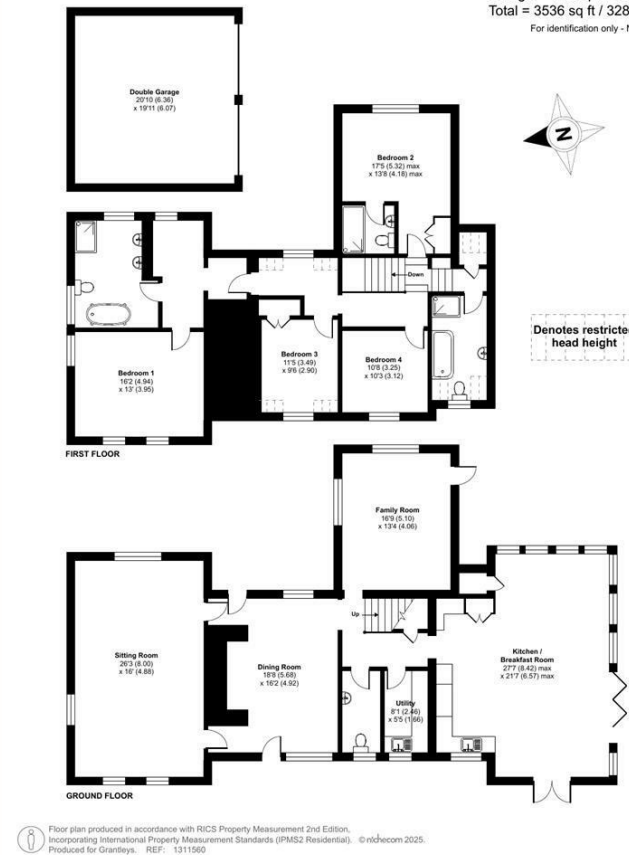 Total = 3536 sq ft / 328
For identification only - N
Double Garage
20'10 (6.36)
x 19'11 (6.07)
N
Bedroom 2
17'5 (5.32) max
x 13'8 (4.18) max
Down
Denotes restricted
head height
Bedroom 3
11'5 (3.49)
x 9'6 (2.90)
Bedroom 4
10'8 (3.25)
x 10'3 (3.12)
Bedroom 1
16'2 (4.94)
x 13' (3.95)
FIRST FLOOR
Family Room
16'9 (5.10)
x 13'4 (4.06)
Up
Sitting Room
26'3 (8.00)
x 16' (4.88)
Dining Room
18'8 (5.68)
x 16'2 (4.92)
Kitchen /
Breakfast Room
27'7 (8.42) max
x 21'7 (6.57) max
Utility
8'1 (2.46)
x 5'5 (1.66)
GROUND FLOOR
Floor plan produced in accordance with RICS Property Measurement 2nd Edition,
Incorporating International Property Measurement Standards (IPMS2 Residential). © nichecom 2025.
Produced for Grantleys. REF: 1311560